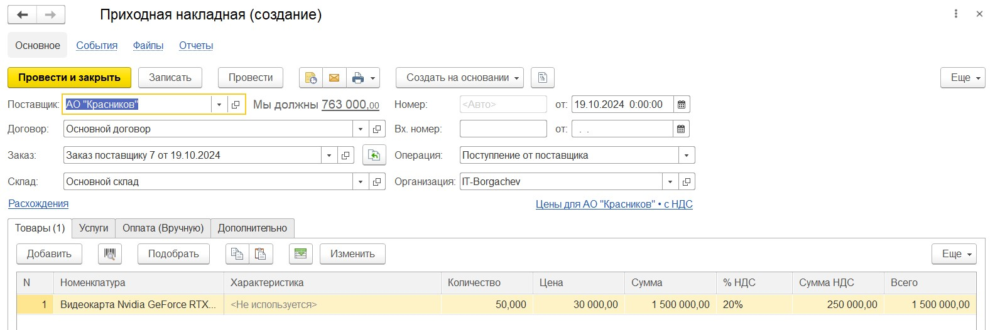 Приходная накладная (создание)
Основное События Файлы Отчеты
Провести и закрыть Записать Провести Создать на основании Еще
Поставщик: АО "Красников" Мы должны 763 000,00 Номер: <Авто> от: 19.10.2024 0:00:00
Договор: Основной договор Вх. номер: от: . .
Заказ: Заказ поставщику 7 от 19.10.2024 Операция: Поступление от поставщика
Склад: Основной склад Организация: IT-Borgachev
Расхождения Цены для АО "Красников" • с НДС
Товары (1) Услуги Оплата (Вручную) Дополнительно
Добавить Подобрать Изменить Еще
N Номенклатура Характеристика Количество Цена Сумма % НДС Сумма НДС Всего
1 Видеокарта Nvidia GeForce RTX... <Не используется> 50,000 30 000,00 1 500 000,00 20% 250 000,00 1 500 000,00